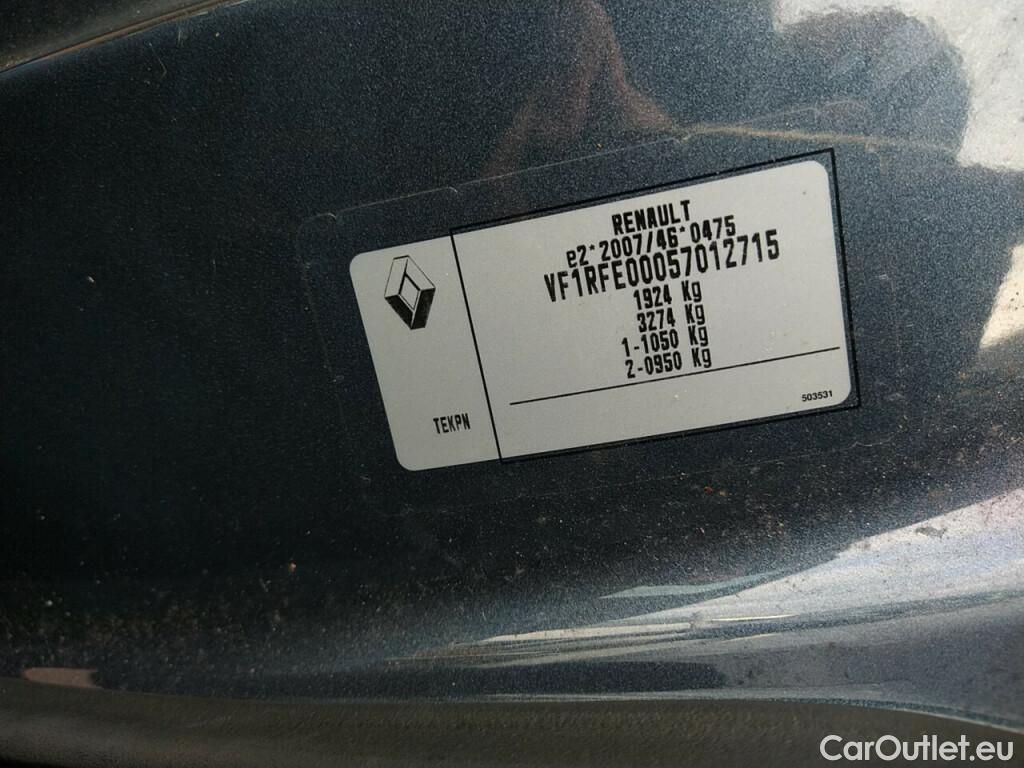 RENAULT
e2*2007/46*0475
VF1RFE00057012715
1924 Kg
3274 Kg
1-1050 Kg
2-0950 Kg
TEKPN
503531
CarOutlet.eu